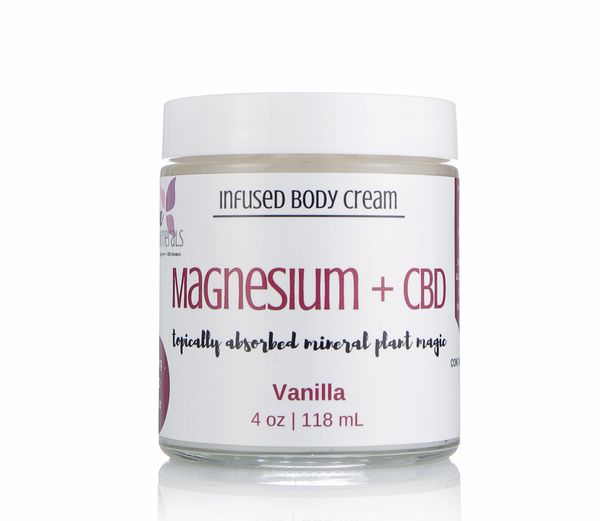 INFUSED BODY CREAM
MaGNesIUM + CBD
topically absorbed mineral plant magic
Vanilla
4 oz | 118 mL